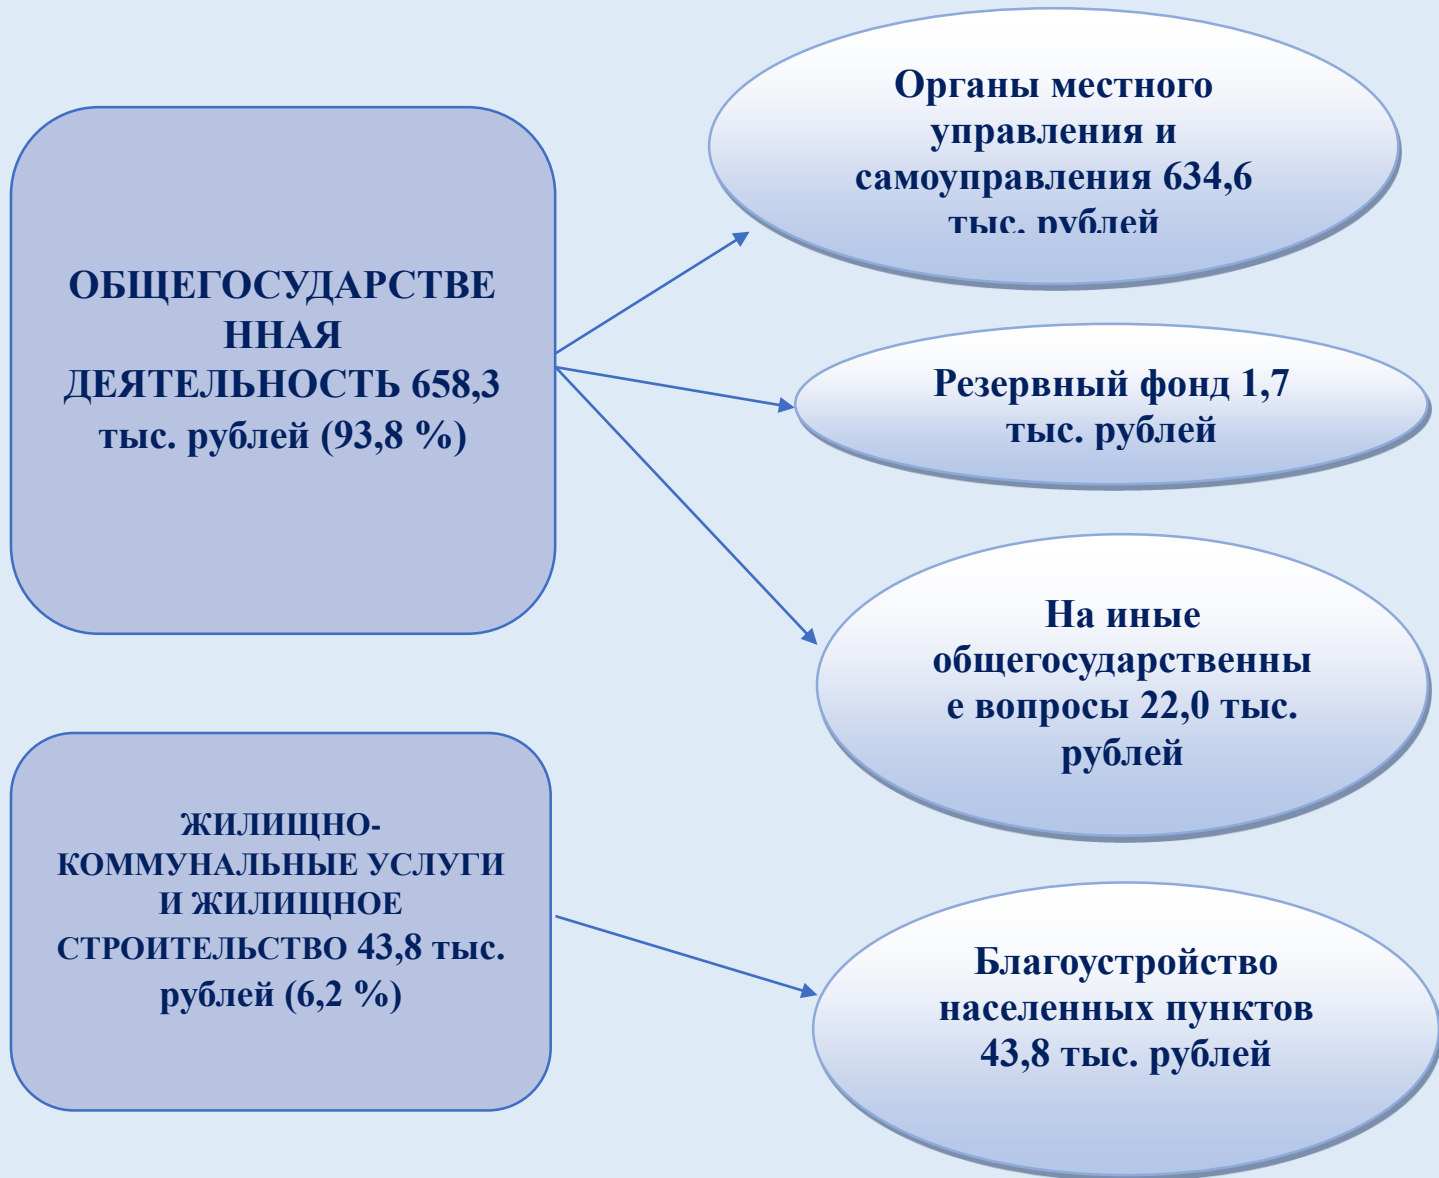 ОБЩЕГОСУДАРСТВЕ
ННАЯ
ДЕЯТЕЛЬНОСТЬ 658,3
тыс. рублей (93,8 %)
Органы местного
управления и
самоуправления 634,6
тыс. рублей
Резервный фонд 1,7
тыс. рублей
На иные
общегосударственны
е вопросы 22,0 тыс.
рублей
ЖИЛИЩНО-
КОММУНАЛЬНЫЕ УСЛУГИ
И ЖИЛИЩНОЕ
СТРОИТЕЛЬСТВО 43,8 тыс.
рублей (6,2 %)
Благоустройство
населенных пунктов
43,8 тыс. рублей